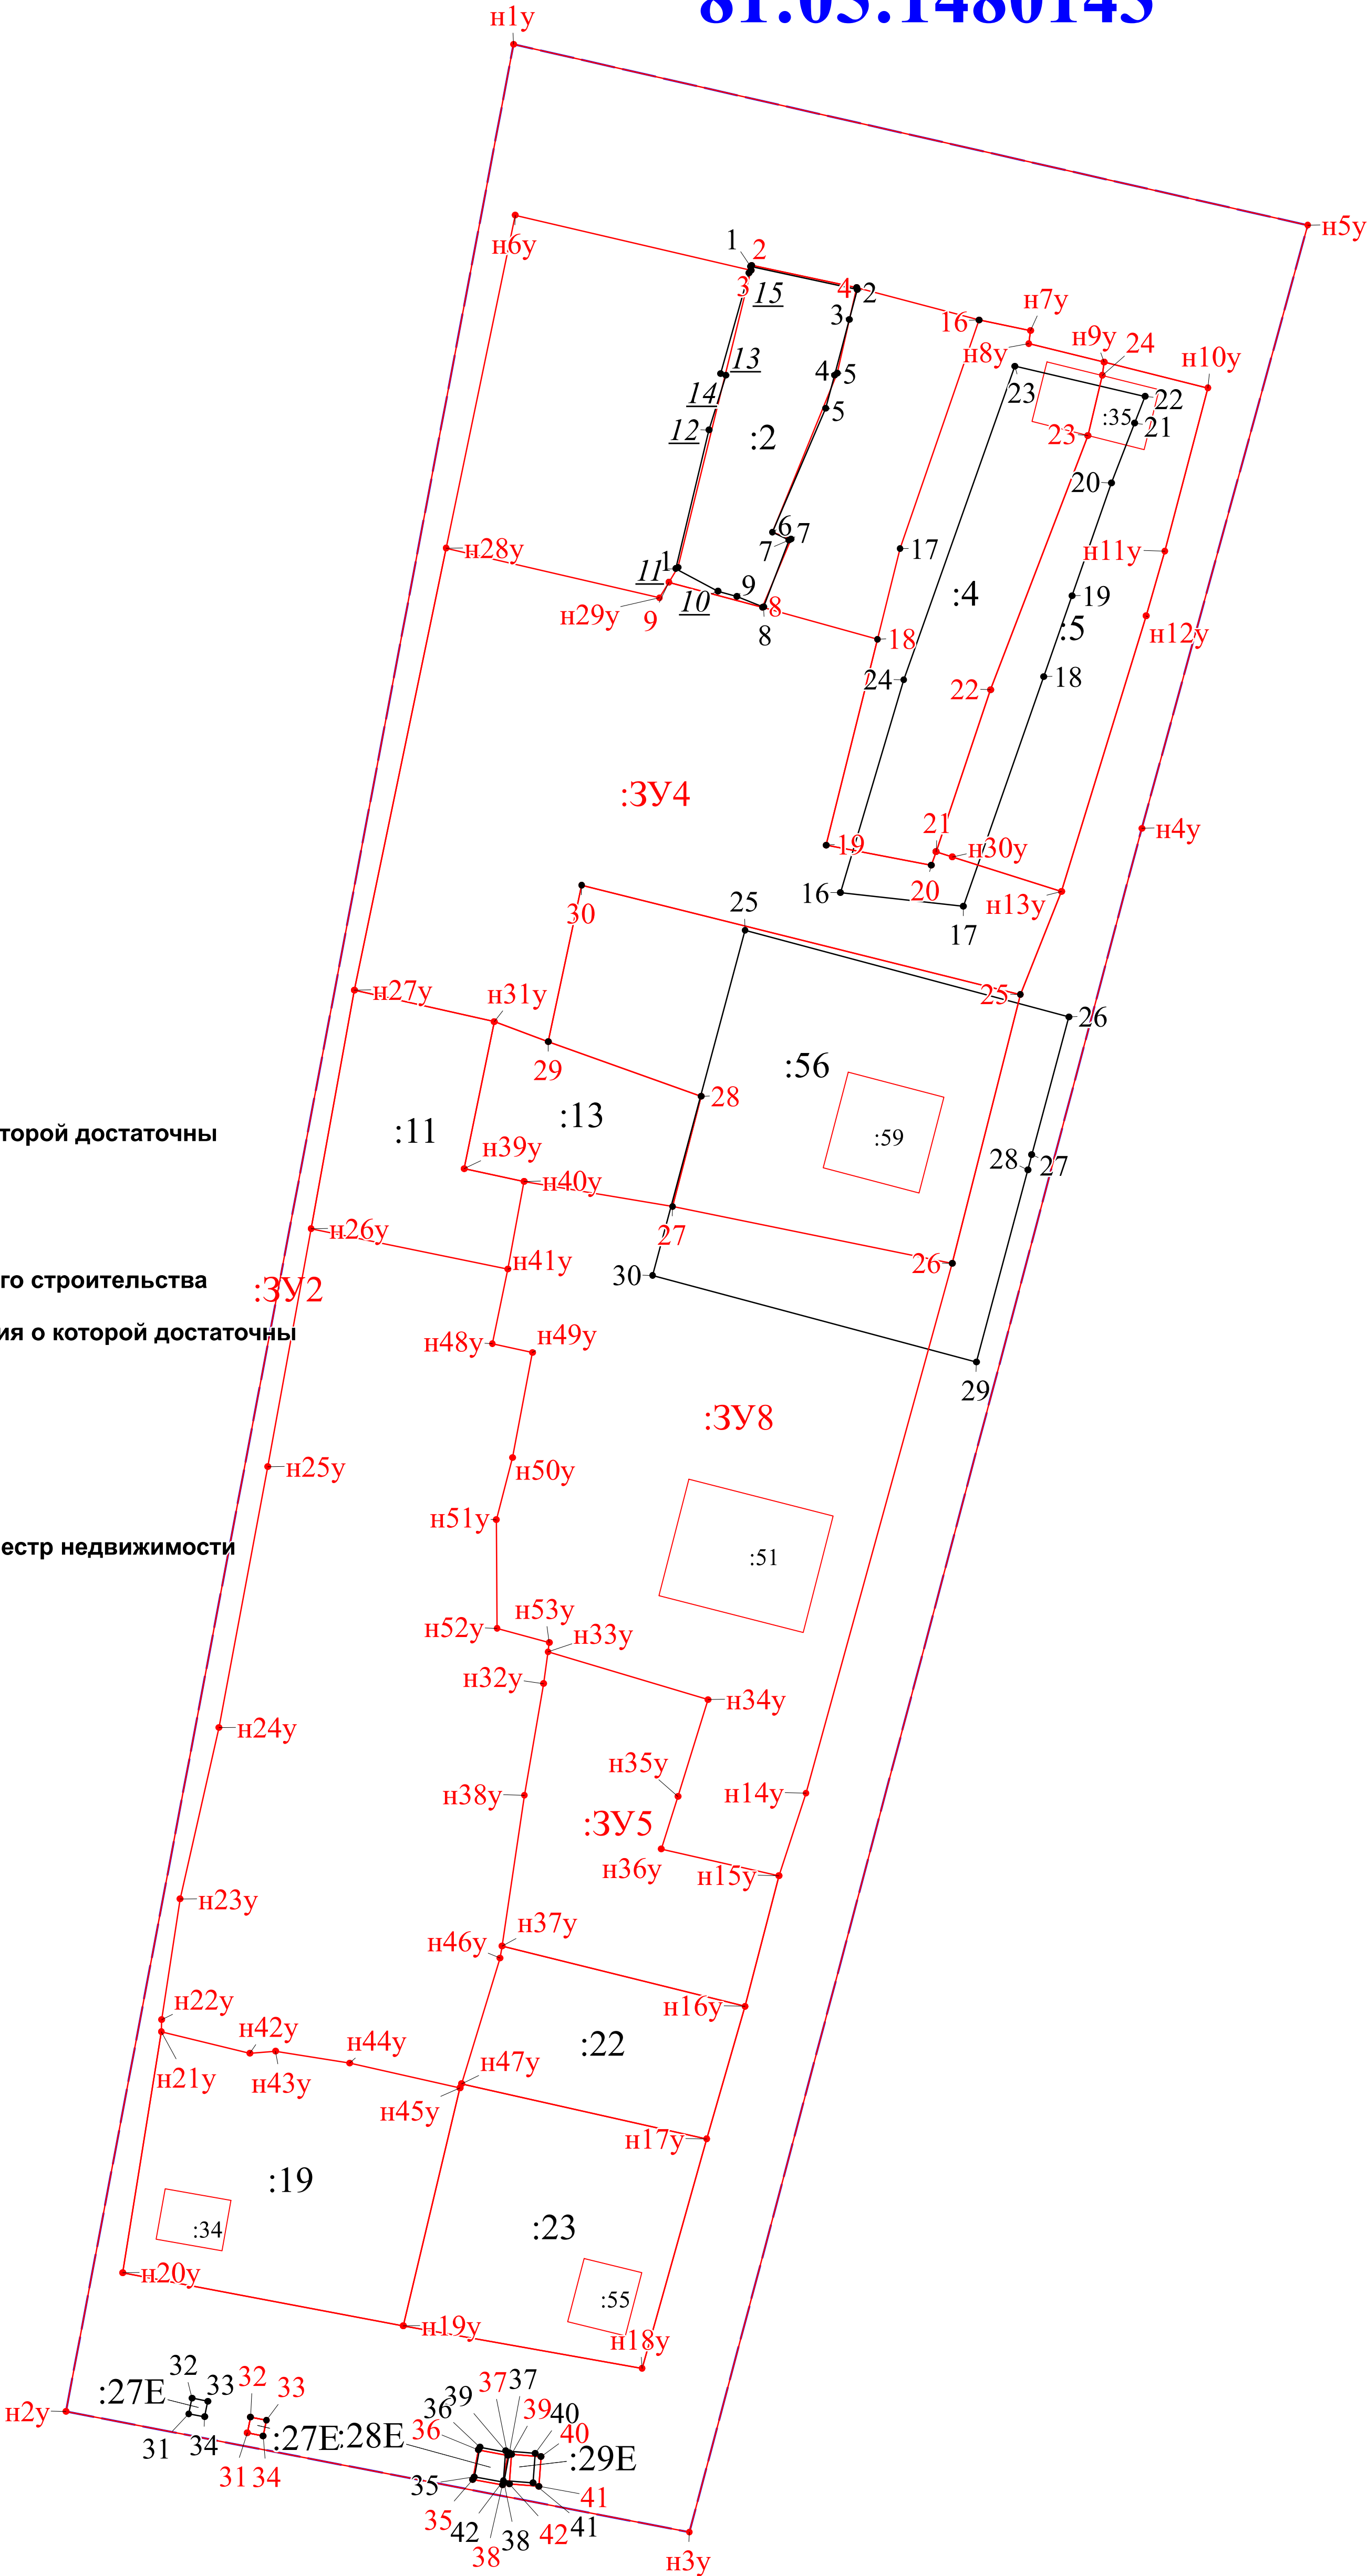 81:05:1480145
н1у
н5у
н6у
1
2
3
15
4
2
3
16
н7у
н8у
н9у
24
н10у
13
4
5
14
23
22
:35
21
12
:2
5
23
20
6
7
7
17
н11у
н28у
1
11
10
9
8
8
:4
19
:5
н12у
н29у
9
18
24
22
18
:ЗУ4
н4у
19
21
н30у
16
20
н13у
17
30
25
25
26
н27у
н31у
29
:56
28
:11
:13
:59
н39у
28
27
торой достаточны
н40у
н26у
27
26
н41у
30
го строительства
:ЗУ2
ия о которой достаточны
н48у
н49у
29
:ЗУ8
н25у
н50у
н51у
естр недвижимости
:51
н52у
н53у
н33у
н32у
н34у
н24у
н35у
н38у
н14у
:ЗУ5
н36у
н15у
н23у
н37у
н46у
н22у
н16у
н42у
н44у
:22
н21у
н43у
н47у
н45у
н17у
:19
:34
:23
н20у
:55
н19у
н18у
32
:27Е
33
32
33
н2у
31
34
:27Е
31
34
:28Е
36
36
39
37
37
39
40
40
:29Е
35
35
42
38
38
42
41
41
н3у